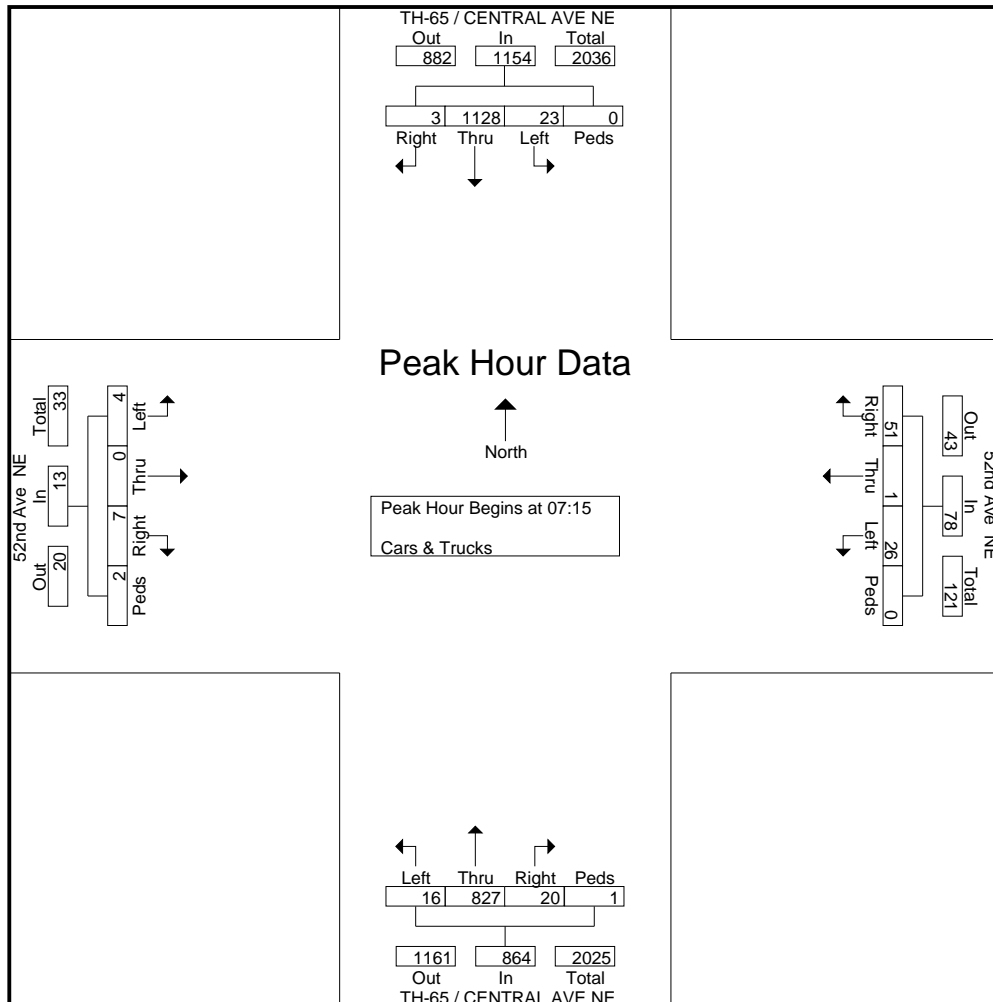 TH-65 / CENTRAL AVE NE
Out In Total
882 1154 2036
3 1128 23 0
Right Thru Left Peds
Peak Hour Data
North
Peak Hour Begins at 07:15
Cars & Trucks
52nd Ave NE
Out In Total
20 13 33
Peds Right Thru Left
2 7 0 4
52nd Ave NE
Out In Total
43 78 121
51 1 26 0
Right Thru Left Peds
Left Thru Right Peds
16 827 20 1
1161 864 2025
Out In Total
TH-65 / CENTRAL AVE NE